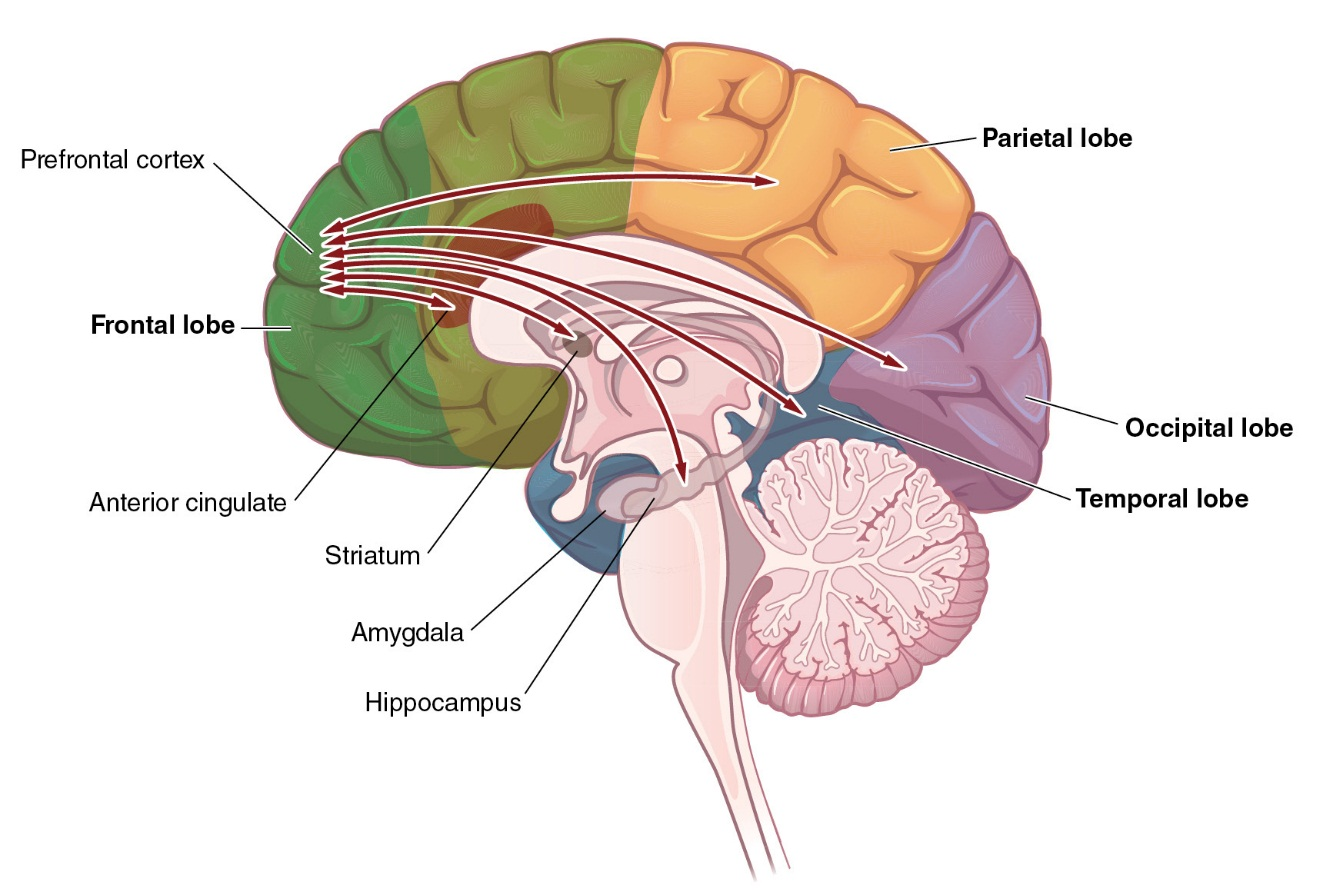 Parietal lobe
Prefrontal cortex
Frontal lobe
Occipital lobe
Temporal lobe
Anterior cingulate
Striatum
Amygdala
Hippocampus